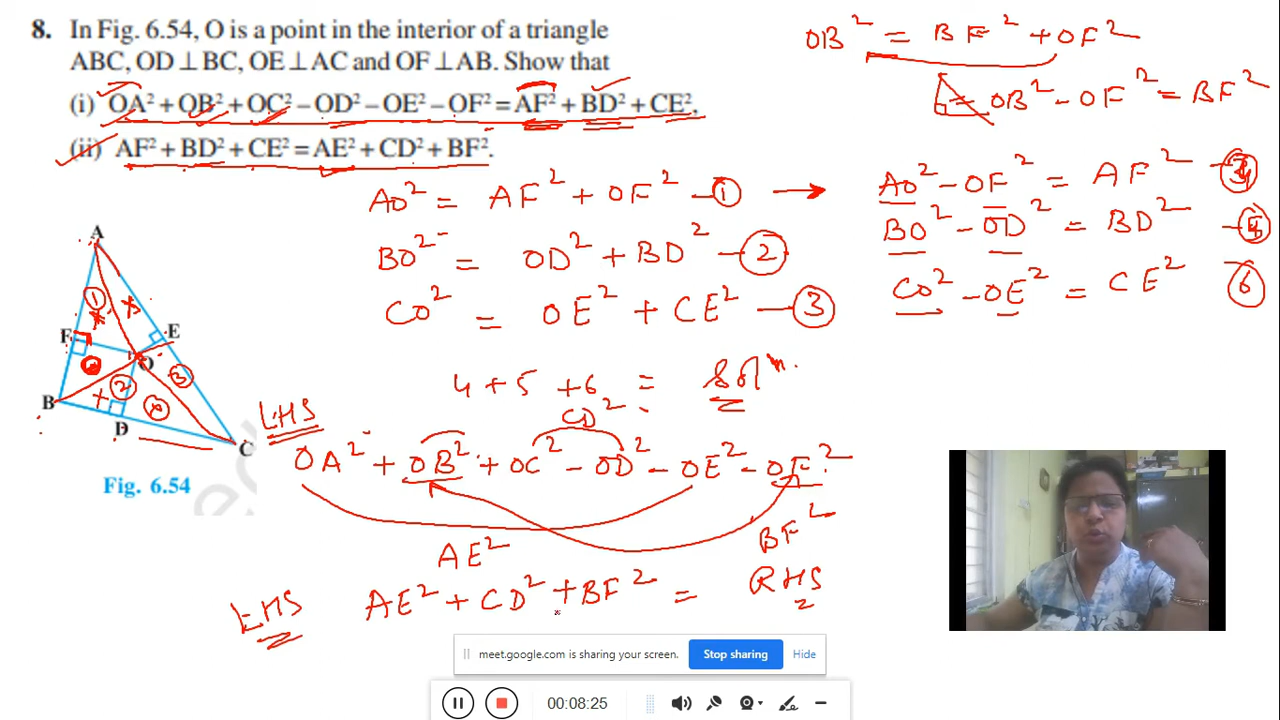 8. In Fig. 6.54, O is a point in the interior of a triangle
ABC, OD ⊥ BC, OE ⊥ AC and OF ⊥ AB. Show that
(i) OA² + OB² + OC² – OD² – OE² – OF² = AF² + BD² + CE²,
(ii) AF² + BD² + CE² = AE² + CD² + BF².
OB² = BF² + OF²
OB² - OF² = BF²
AO² = AF² + OF² - ①
BO² = OD² + BD² - ②
CO² = OE² + CE² - ③
→ AO² - OF² = AF²
BO² - OD² = BD² - ⑤
CO² - OE² = CE² - ⑥
A
①
F
E
O
②
③
B
D
C
Fig. 6.54
4 + 5 + 6 = Solⁿ.
CD²
LHS
OA² + OB² + OC² - OD² - OE² - OF²
AE²
BF²
LHS AE² + CD² + BF² = RHS
meet.google.com is sharing your screen. Stop sharing Hide
00:08:25